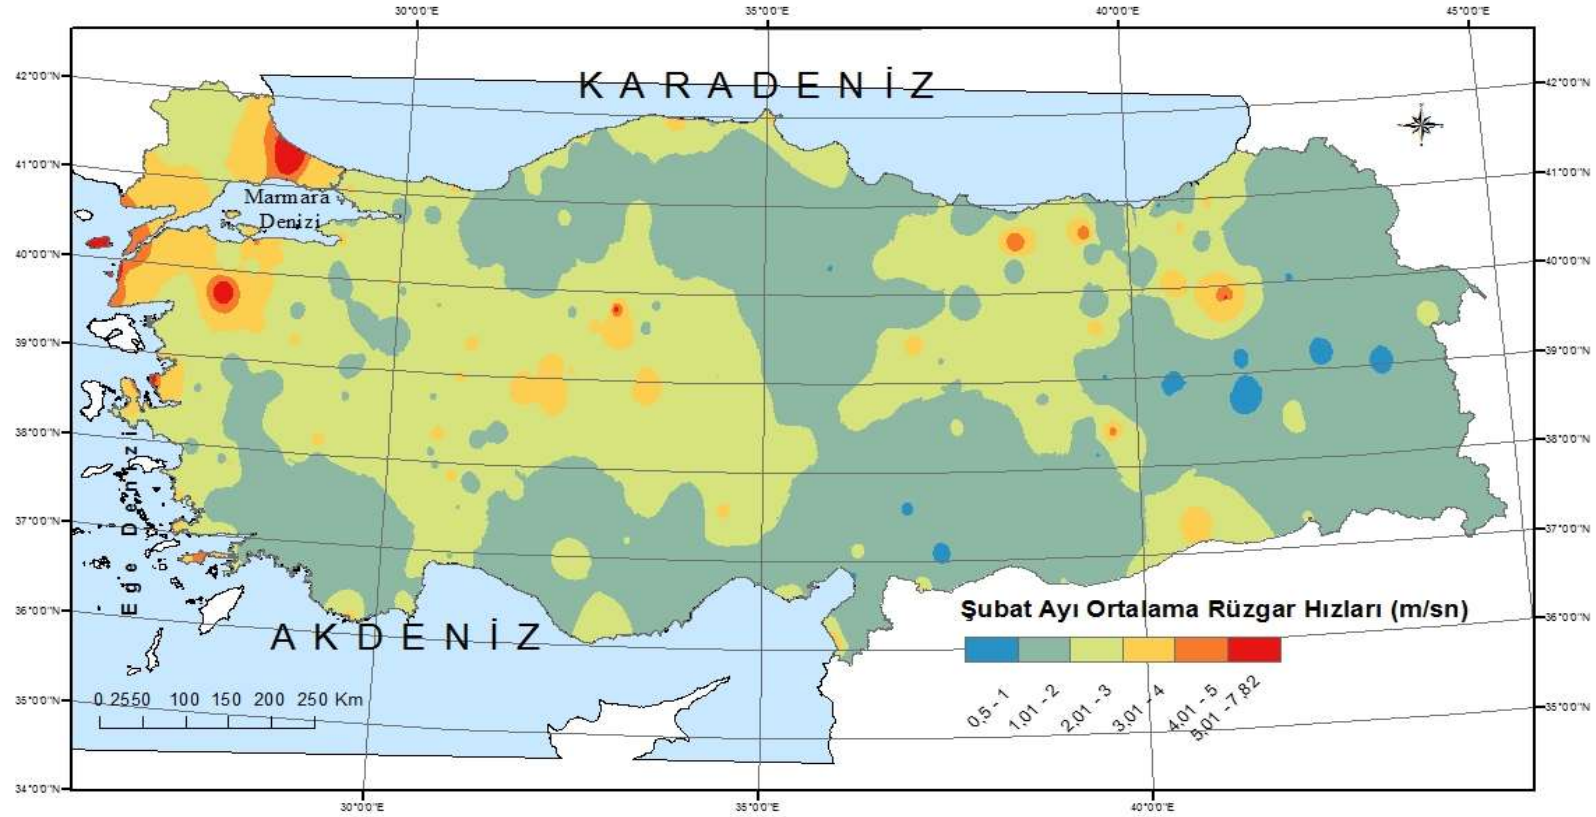 30°0'0"E 35°0'0"E 40°0'0"E 45°0'0"E
42°0'0"N 42°0'0"N
KARADENİZ
41°0'0"N 41°0'0"N
Marmara
Denizi
40°0'0"N 40°0'0"N
39°0'0"N 39°0'0"N
38°0'0"N 38°0'0"N
Eğe Denizi
37°0'0"N 37°0'0"N
36°0'0"N 36°0'0"N
Şubat Ayı Ortalama Rüzgar Hızları (m/sn)
AKDENİZ
0,5 - 1
1,01 - 2
2,01 - 3
3,01 - 4
4,01 - 5
5,01 -7,82
0 2550 100 150 200 250 Km
35°0'0"N 35°0'0"N
34°0'0"N
30°0'0"E 35°0'0"E 40°0'0"E